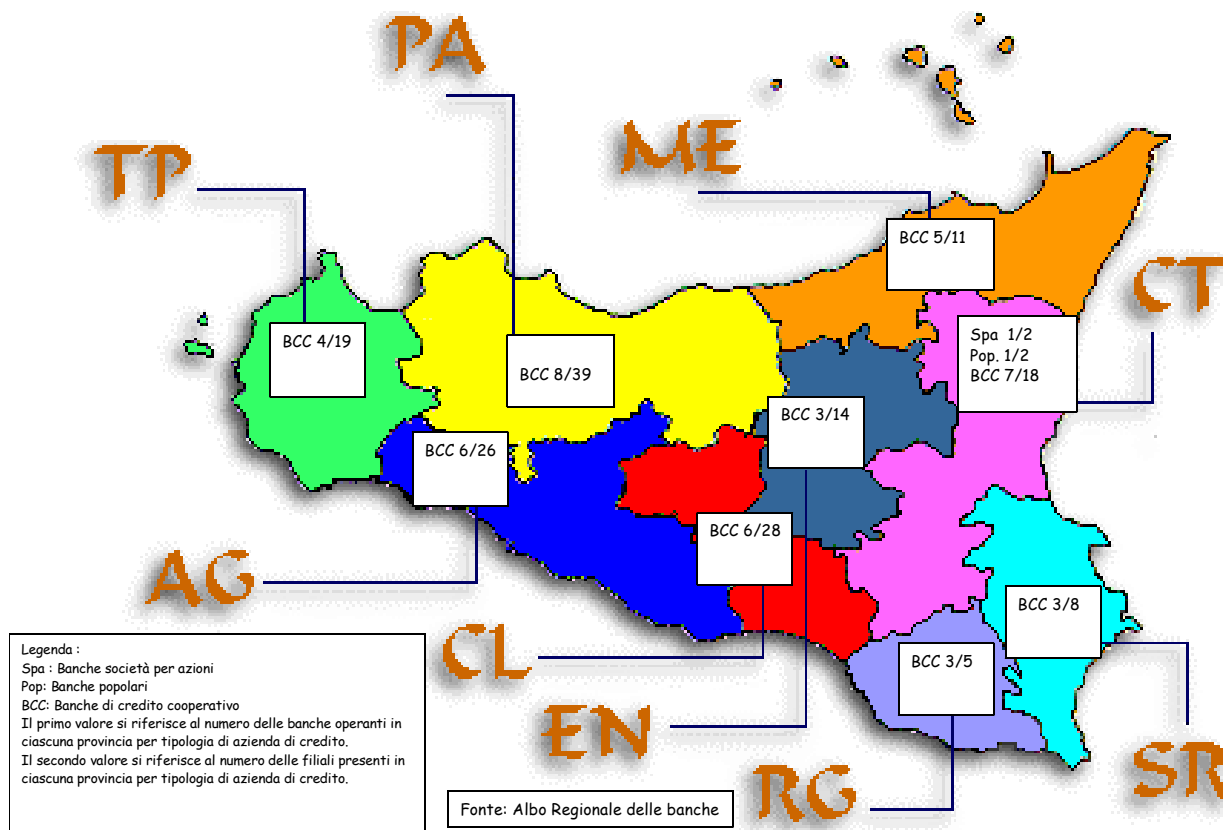 PA
ME
TP
CT
BCC 5/11
BCC 4/19
Spa 1/2
Pop. 1/2
BCC 7/18
BCC 8/39
BCC 3/14
BCC 6/26
BCC 6/28
AG
BCC 3/8
CL
BCC 3/5
EN
RG
SR
Legenda :
Spa : Banche società per azioni
Pop: Banche popolari
BCC: Banche di credito cooperativo
Il primo valore si riferisce al numero delle banche operanti in
ciascuna provincia per tipologia di azienda di credito.
Il secondo valore si riferisce al numero delle filiali presenti in
ciascuna provincia per tipologia di azienda di credito.
Fonte: Albo Regionale delle banche